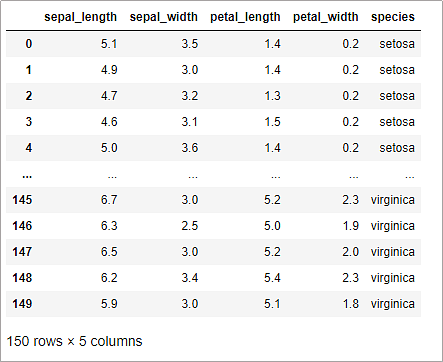 sepal_length sepal_width petal_length petal_width species
0 5.1 3.5 1.4 0.2 setosa
1 4.9 3.0 1.4 0.2 setosa
2 4.7 3.2 1.3 0.2 setosa
3 4.6 3.1 1.5 0.2 setosa
4 5.0 3.6 1.4 0.2 setosa
... ... ... ... ... ...
145 6.7 3.0 5.2 2.3 virginica
146 6.3 2.5 5.0 1.9 virginica
147 6.5 3.0 5.2 2.0 virginica
148 6.2 3.4 5.4 2.3 virginica
149 5.9 3.0 5.1 1.8 virginica
150 rows × 5 columns